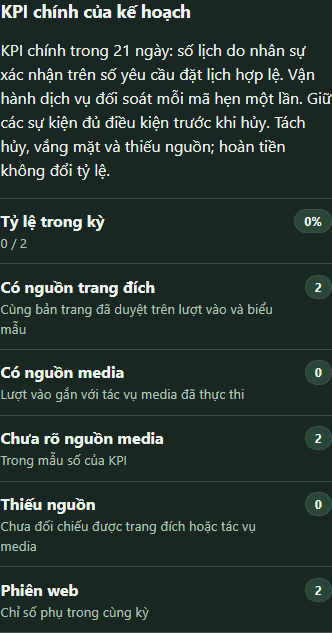 KPI chính của kế hoạch
KPI chính trong 21 ngày: số lịch do nhân sự
xác nhận trên số yêu cầu đặt lịch hợp lệ. Vận
hành dịch vụ đối soát mỗi mã hẹn một lần. Giữ
các sự kiện đủ điều kiện trước khi hủy. Tách
hủy, vắng mặt và thiếu nguồn; hoàn tiền
không đổi tỷ lệ.
Tỷ lệ trong kỳ
0%
0 / 2
Có nguồn trang đích
2
Cùng bản trang đã duyệt trên lượt vào và biểu
mẫu
Có nguồn media
0
Lượt vào gắn với tác vụ media đã thực thi
Chưa rõ nguồn media
2
Trong mẫu số của KPI
Thiếu nguồn
0
Chưa đối chiếu được trang đích hoặc tác vụ
media
Phiên web
2
Chỉ số phụ trong cùng kỳ